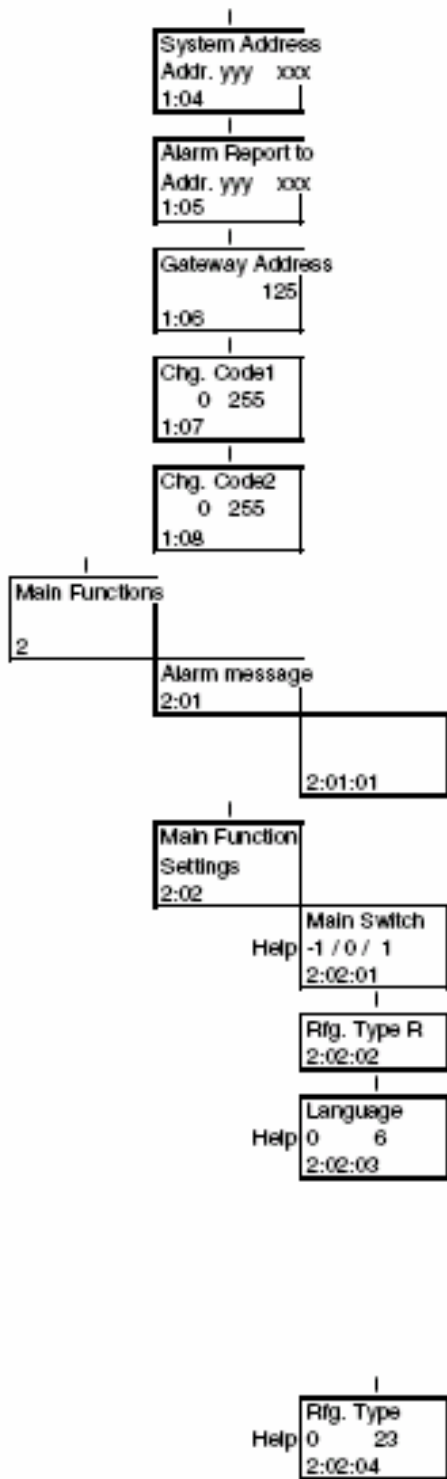 System Address
Addr. yyy xxx
1:04
Alarm Report to
Addr. yyy xxx
1:05
Gateway Address
125
1:06
Chg. Code1
0 255
1:07
Chg. Code2
0 255
1:08
Main Functions
2
Alarm message
2:01
2:01:01
Main Function
Settings
2:02
Main Switch
Help -1 / 0 / 1
2:02:01
Rfg. Type R
2:02:02
Language
Help 0 6
2:02:03
Rfg. Type
Help 0 23
2:02:04